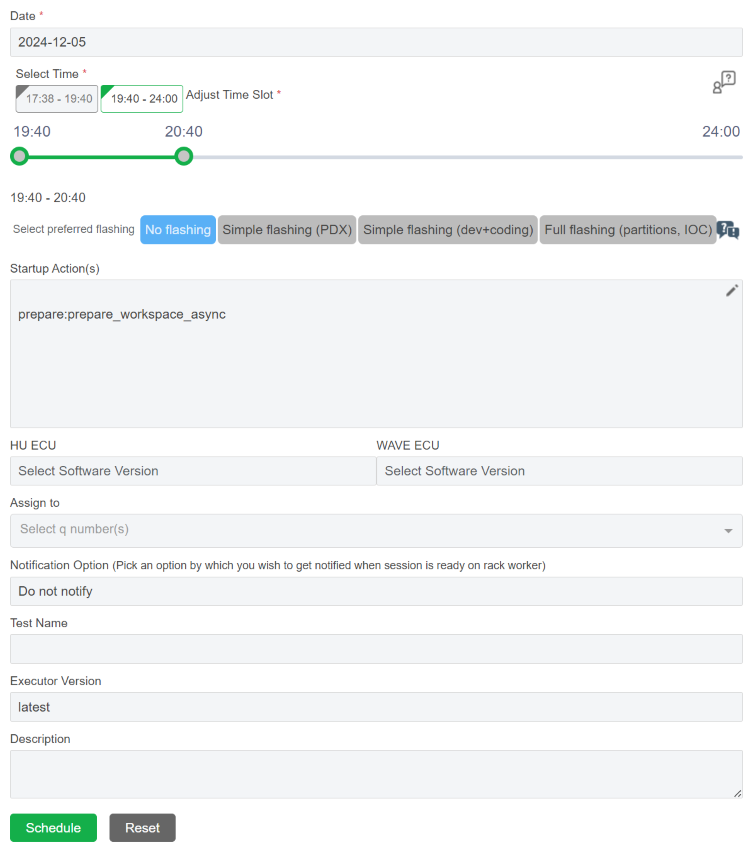 Date *
2024-12-05
Select Time *
17:38 - 19:40 19:40 - 24:00 Adjust Time Slot *
19:40 20:40 24:00
19:40 - 20:40
Select preferred flashing No flashing Simple flashing (PDX) Simple flashing (dev+coding) Full flashing (partitions, IOC)
Startup Action(s)
prepare:prepare_workspace_async
HU ECU WAVE ECU
Select Software Version Select Software Version
Assign to
Select q number(s)
Notification Option (Pick an option by which you wish to get notified when session is ready on rack worker)
Do not notify
Test Name
Executor Version
latest
Description
Schedule Reset